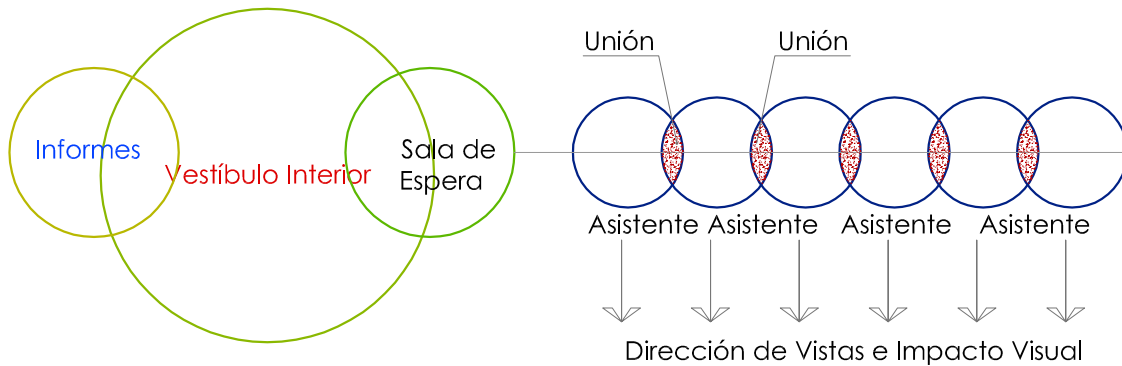 Unión
Unión
Informes
Vestíbulo Interior
Sala de
Espera
Asistente
Asistente
Asistente
Asistente
Dirección de Vistas e Impacto Visual